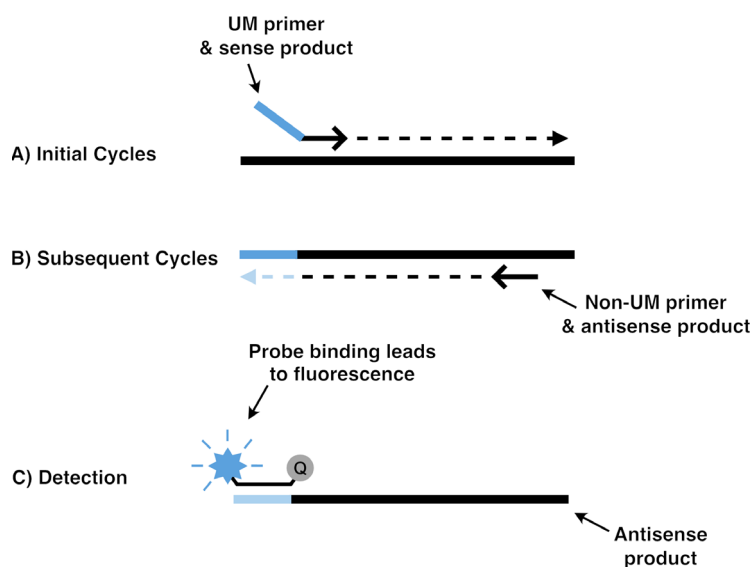 UM primer
& sense product
A) Initial Cycles
B) Subsequent Cycles
Non-UM primer
& antisense product
Probe binding leads
to fluorescence
Q
C) Detection
Antisense
product